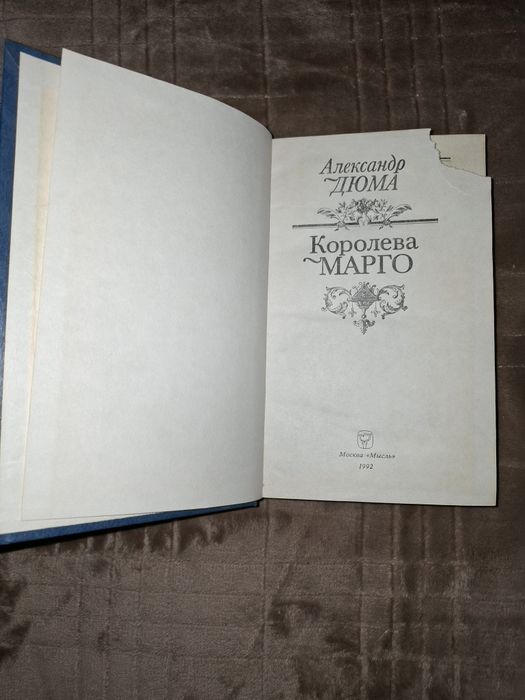 Александр
ДЮМА
Королева
МАРГО
Москва «Мысль»
1992